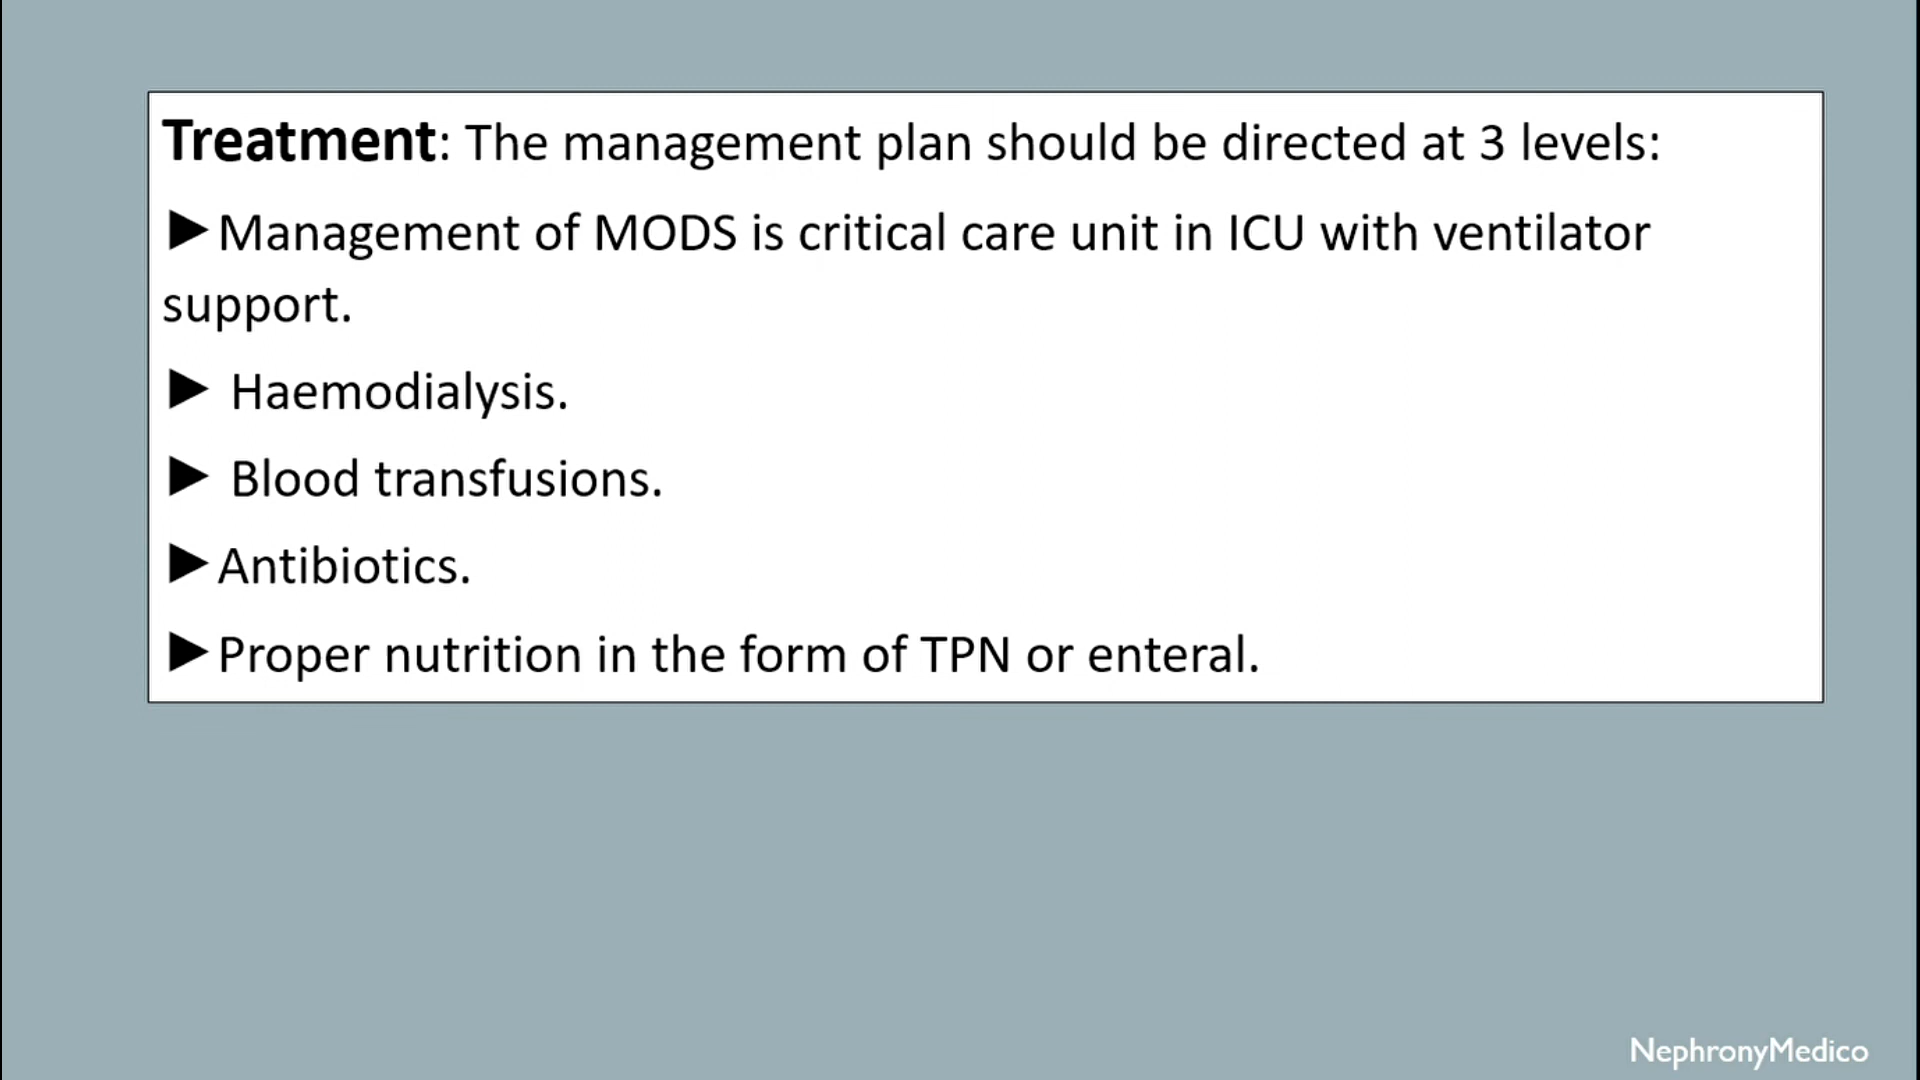 Treatment: The management plan should be directed at 3 levels:
►Management of MODS is critical care unit in ICU with ventilator
support.
► Haemodialysis.
► Blood transfusions.
►Antibiotics.
►Proper nutrition in the form of TPN or enteral.
NephronyMedico